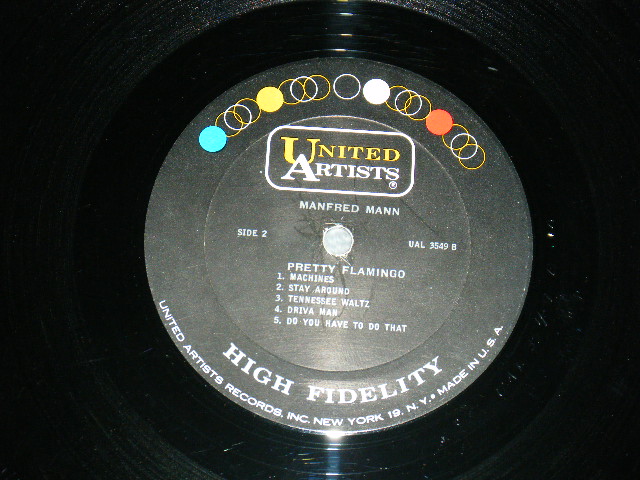 UNITED
ARTISTS®
MANFRED MANN
SIDE 2
UAL 3549 B
PRETTY FLAMINGO
1. MACHINES
2. STAY AROUND
3. TENNESSEE WALTZ
4. DRIVA MAN
5. DO YOU HAVE TO DO THAT
HIGH FIDELITY
UNITED ARTISTS RECORDS, INC. NEW YORK 19, N.Y. • MADE IN U.S.A.